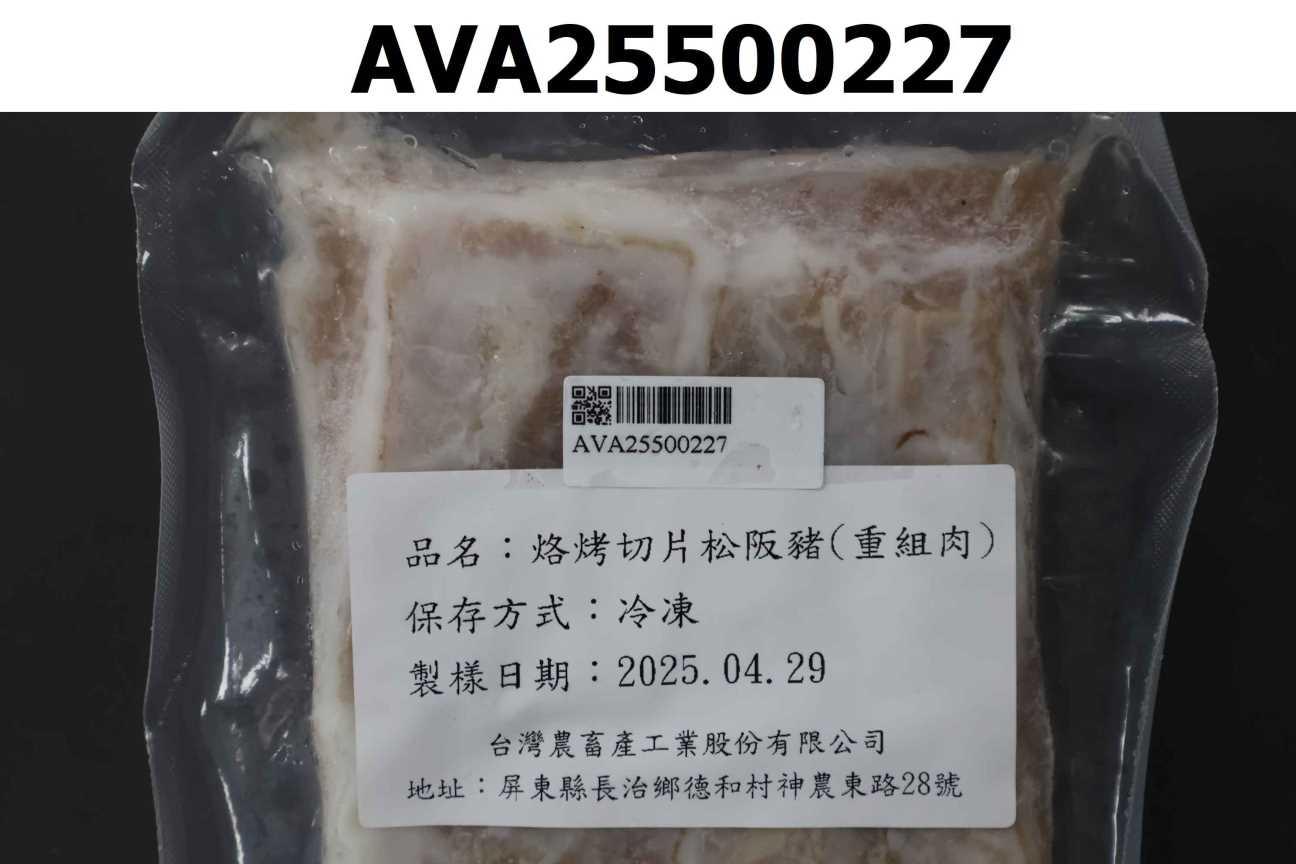 AVA25500227
AVA25500227
品名：烙烤切片松阪豬(重組肉)
保存方式：冷凍
製樣日期：2025.04.29
台灣農畜產工業股份有限公司
地址：屏東縣長治鄉德和村神農東路28號